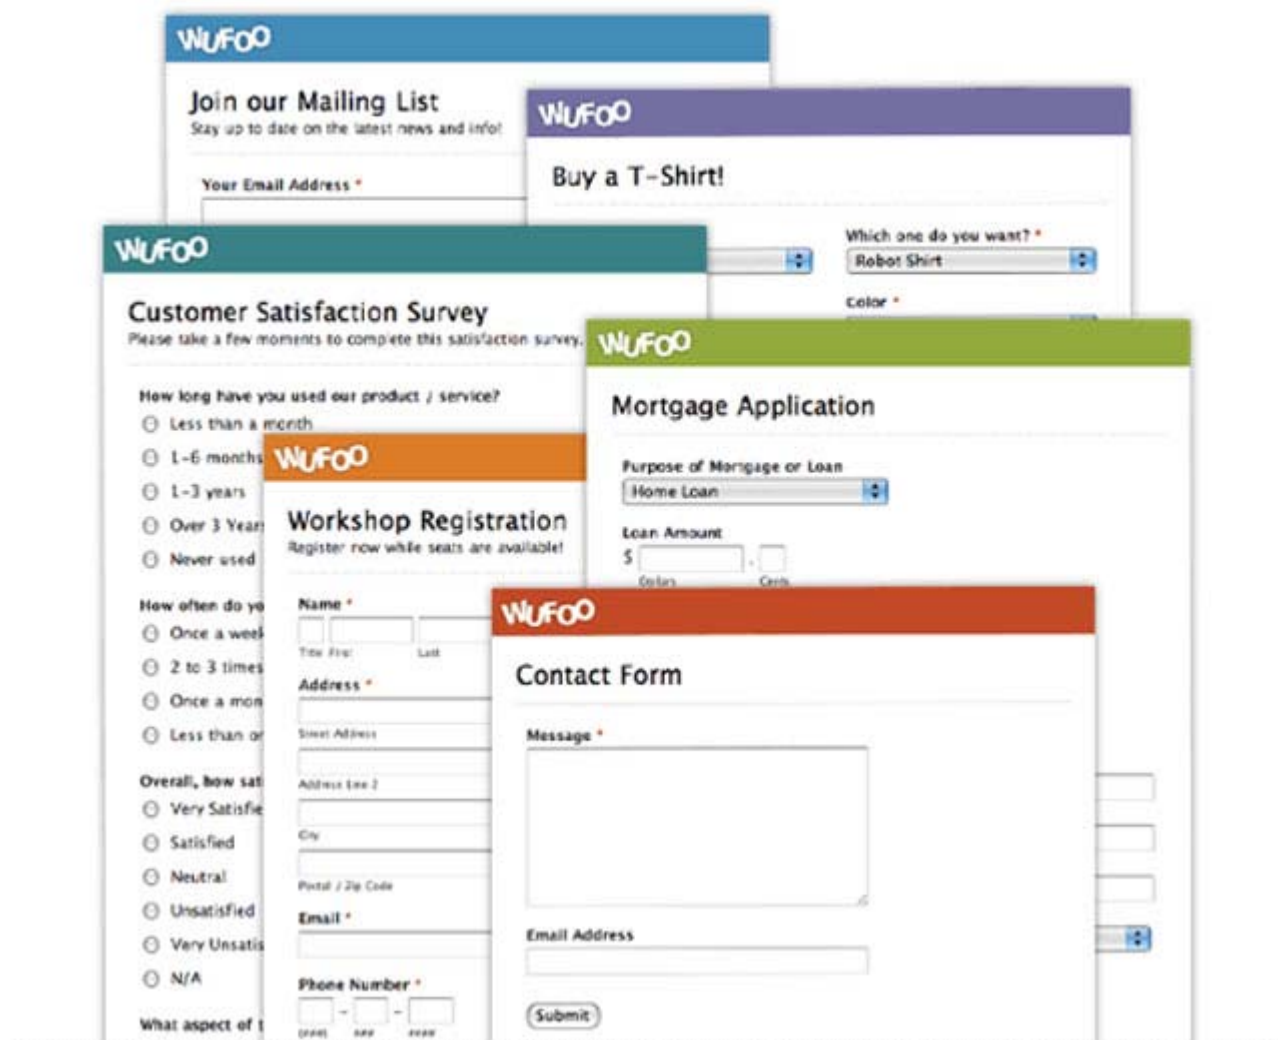 WUFOO
Join our Mailing List
Stay up to date on the latest news and info!
Your Email Address *
WUFOO
Buy a T-Shirt!
Which one do you want? *
Robot Shirt
Color *
WUFOO
Customer Satisfaction Survey
Please take a few moments to complete this satisfaction survey.
How long have you used our product / service?
Less than a month
1-6 months
1-3 years
Over 3 Years
Never used
How often do yo
Once a week
2 to 3 times
Once a mon
Less than on
Overall, how sat
Very Satisfie
Satisfied
Neutral
Unsatisfied
Very Unsatis
N/A
What aspect of t
WUFOO
Mortgage Application
Purpose of Mortgage or Loan
Home Loan
Loan Amount
$ .
Dollars Cents
WUFOO
Workshop Registration
Register now while seats are available!
Name *
Title First Last
Address *
Street Address
Address Line 2
City
Postal / Zip Code
Email *
Phone Number *
- -
(###) ### ####
WUFOO
Contact Form
Message *
Email Address
Submit